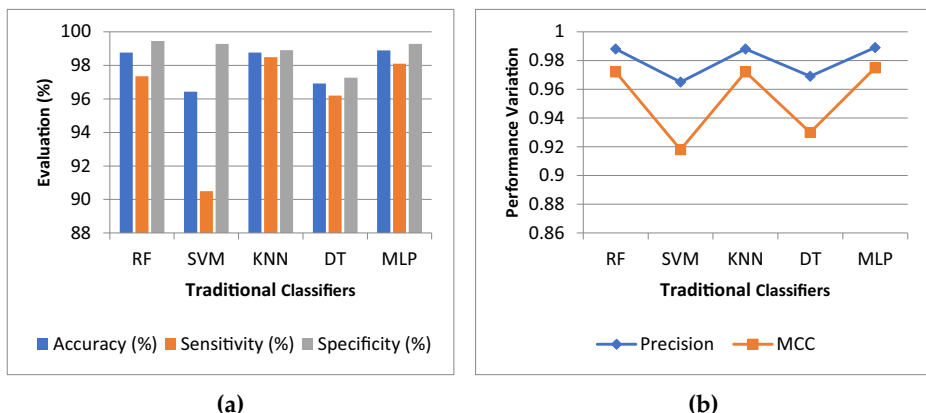 100
98
96
94
92
90
88
Evaluation (%)
RF SVM KNN DT MLP
Traditional Classifiers
Accuracy (%) Sensitivity (%) Specificity (%)
(a)
1
0.98
0.96
0.94
0.92
0.9
0.88
0.86
Performance Variation
RF SVM KNN DT MLP
Traditional Classifiers
Precision MCC
(b)